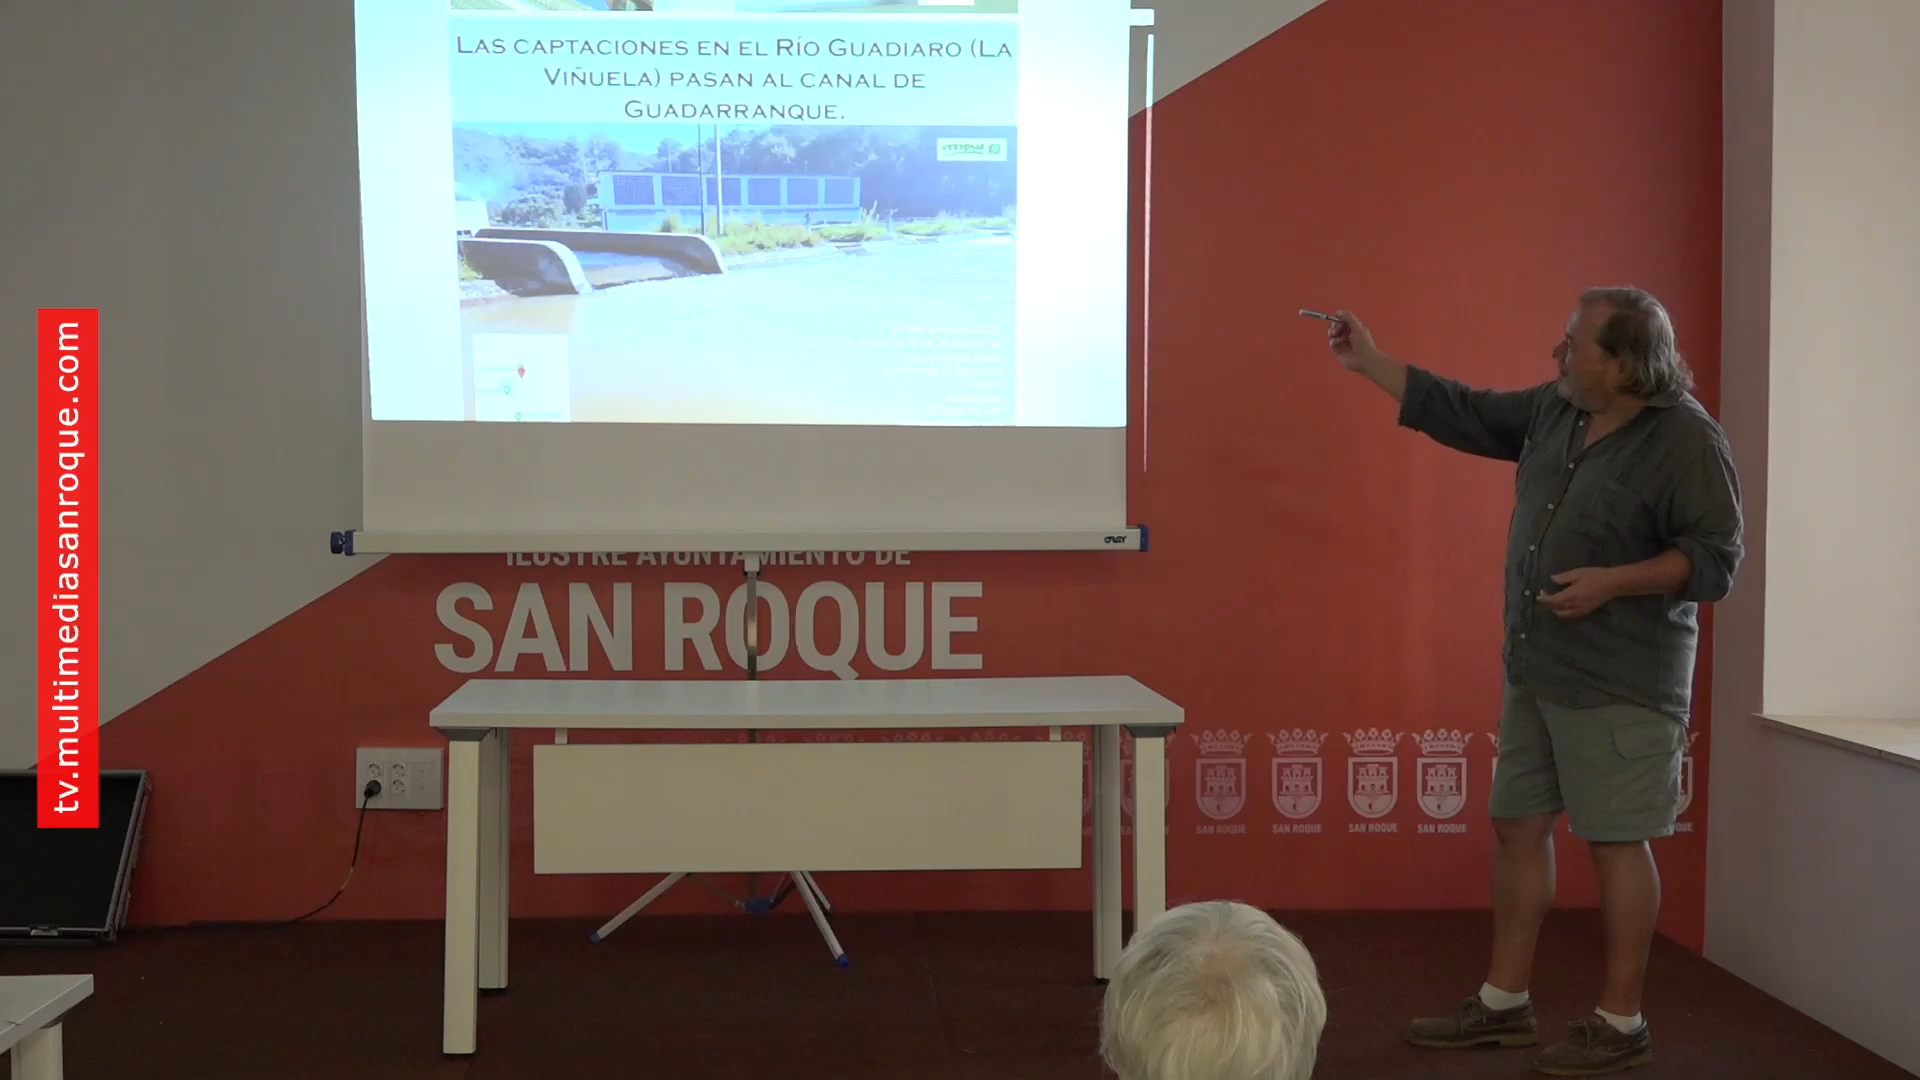 LAS CAPTACIONES EN EL RÍO GUADIARO (LA
VIÑUELA) PASAN AL CANAL DE
GUADARRANQUE.
tv.multimediasanroque.com
ILUSTRE AYUNTAMIENTO DE
SAN ROQUE
SAN ROQUE
SAN ROQUE
SAN ROQUE
SAN ROQUE